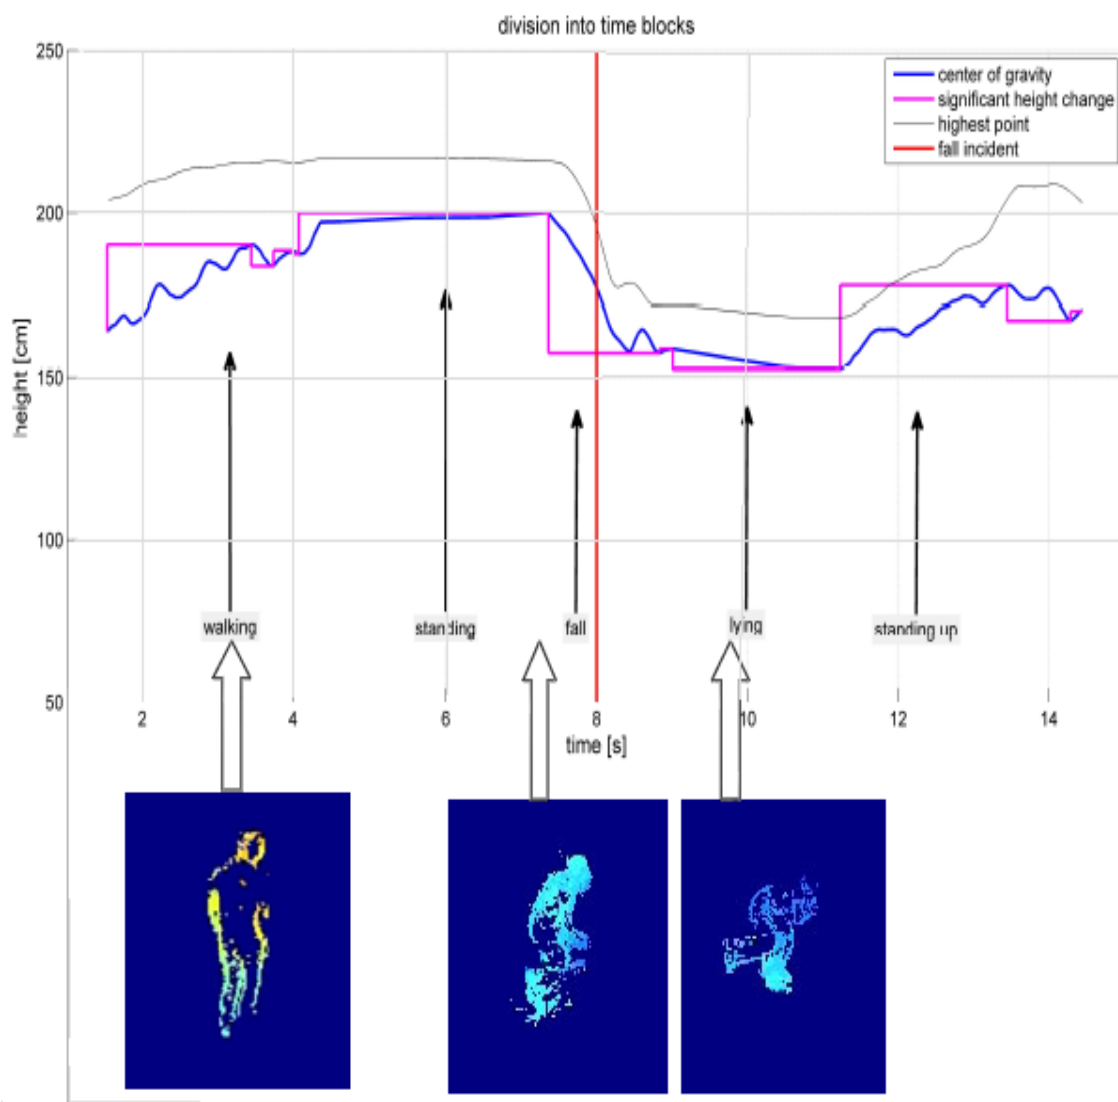 division into time blocks
250
center of gravity
significant height change
highest point
fall incident
200
150
height [cm]
100
walking
standing
fall
lying
standing up
50
2 4 6 8 10 12 14
time [s]